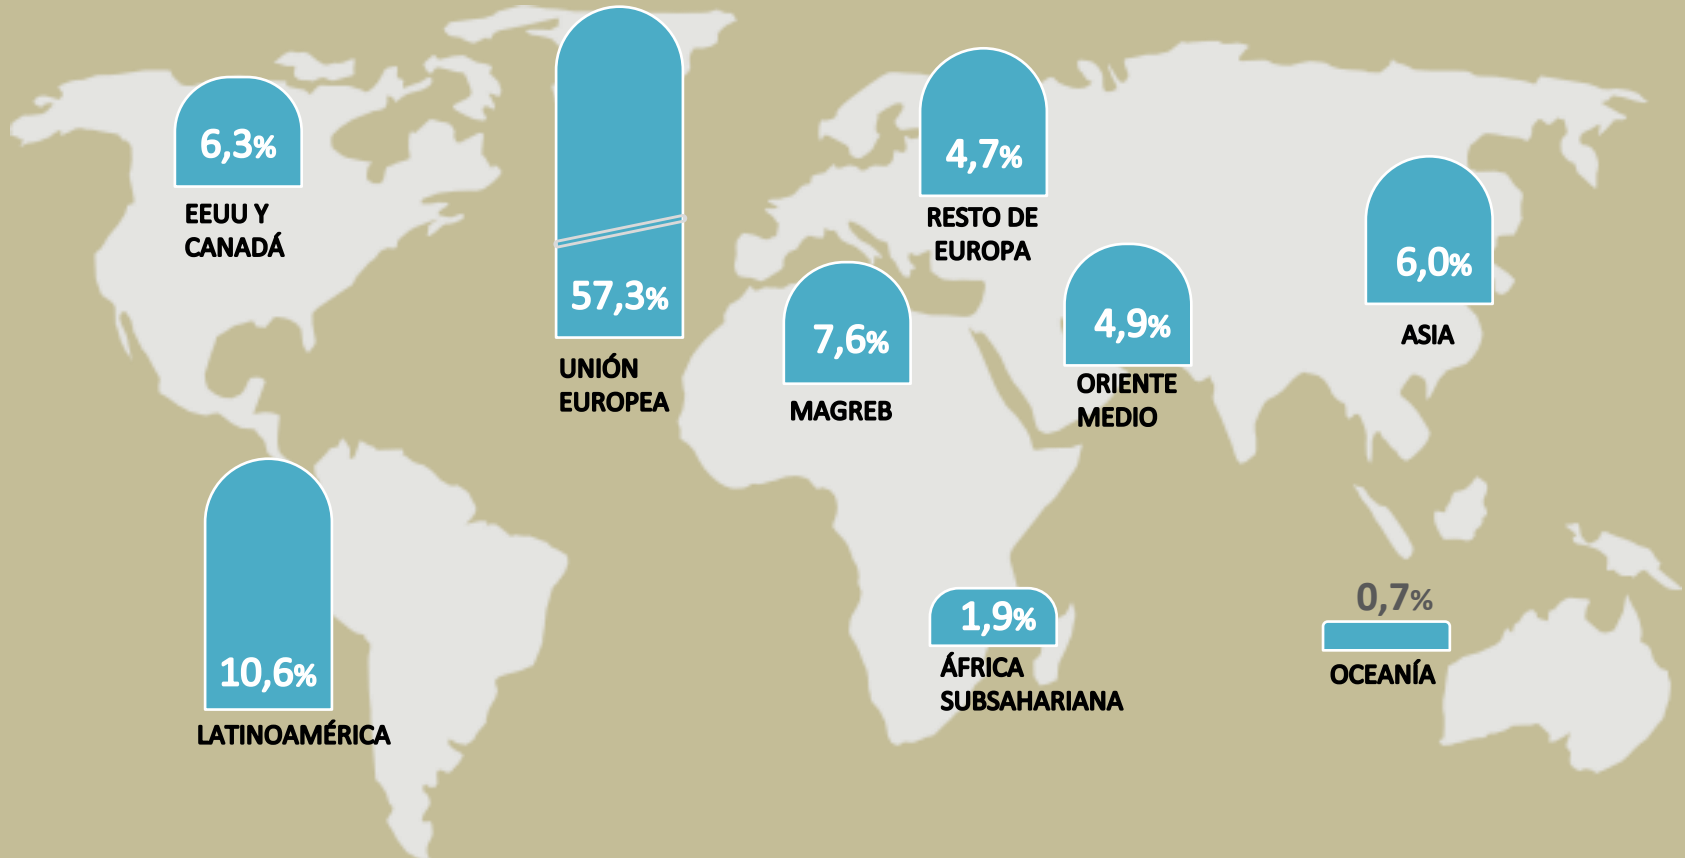 6,3%
EEUU Y
CANADÁ
57,3%
UNIÓN
EUROPEA
4,7%
RESTO DE
EUROPA
7,6%
MAGREB
4,9%
ORIENTE
MEDIO
6,0%
ASIA
10,6%
LATINOAMÉRICA
1,9%
ÁFRICA
SUBSAHARIANA
0,7%
OCEANÍA